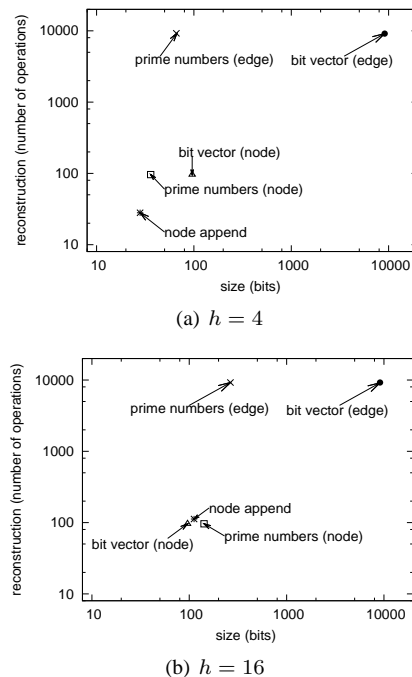 reconstruction (number of operations)
10000
1000
100
10
prime numbers (edge)
bit vector (edge)
bit vector (node)
prime numbers (node)
node append
10 100 1000 10000
size (bits)
(a) h = 4
reconstruction (number of operations)
10000
1000
100
10
prime numbers (edge)
bit vector (edge)
node append
bit vector (node)
prime numbers (node)
10 100 1000 10000
size (bits)
(b) h = 16